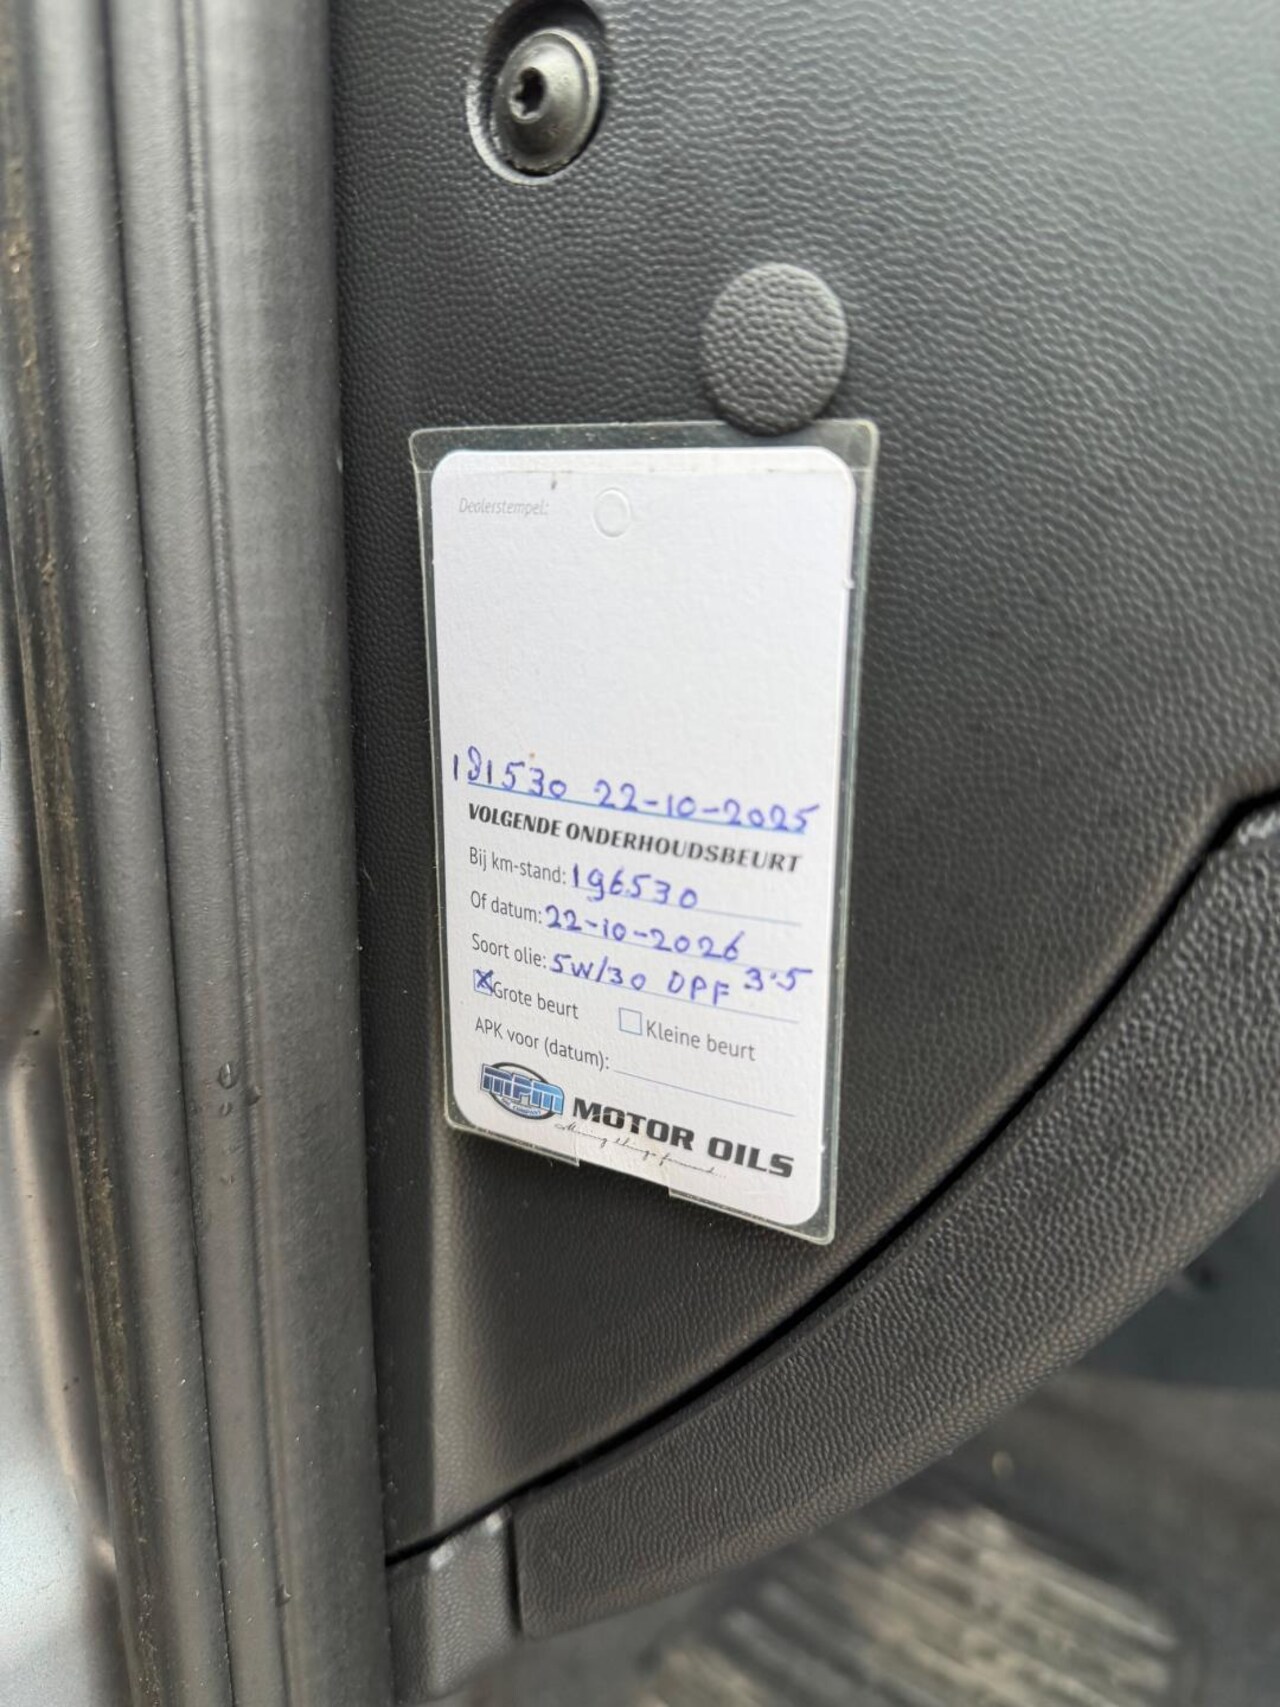 Dealerstempel:
181530 22-10-2025
VOLGENDE ONDERHOUDSBEURT
Bij km-stand: 196530
Of datum: 22-10-2026
Soort olie: 5W/30 DPF 3.5
Grote beurt Kleine beurt
APK voor (datum):
MPM MOTOR OILS